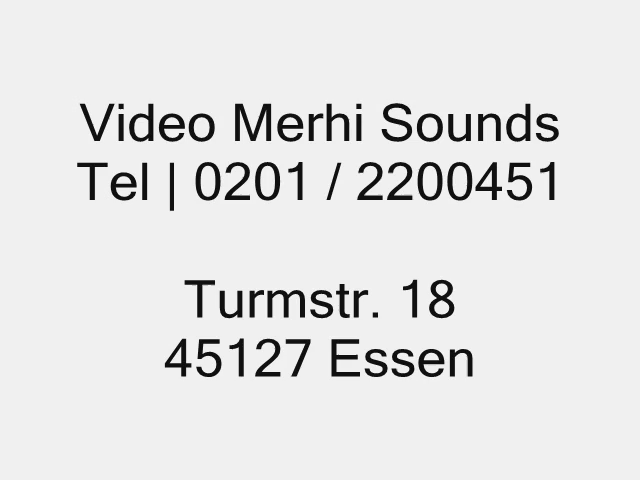 Video Merhi Sounds
Tel | 0201 / 2200451
Turmstr. 18
45127 Essen